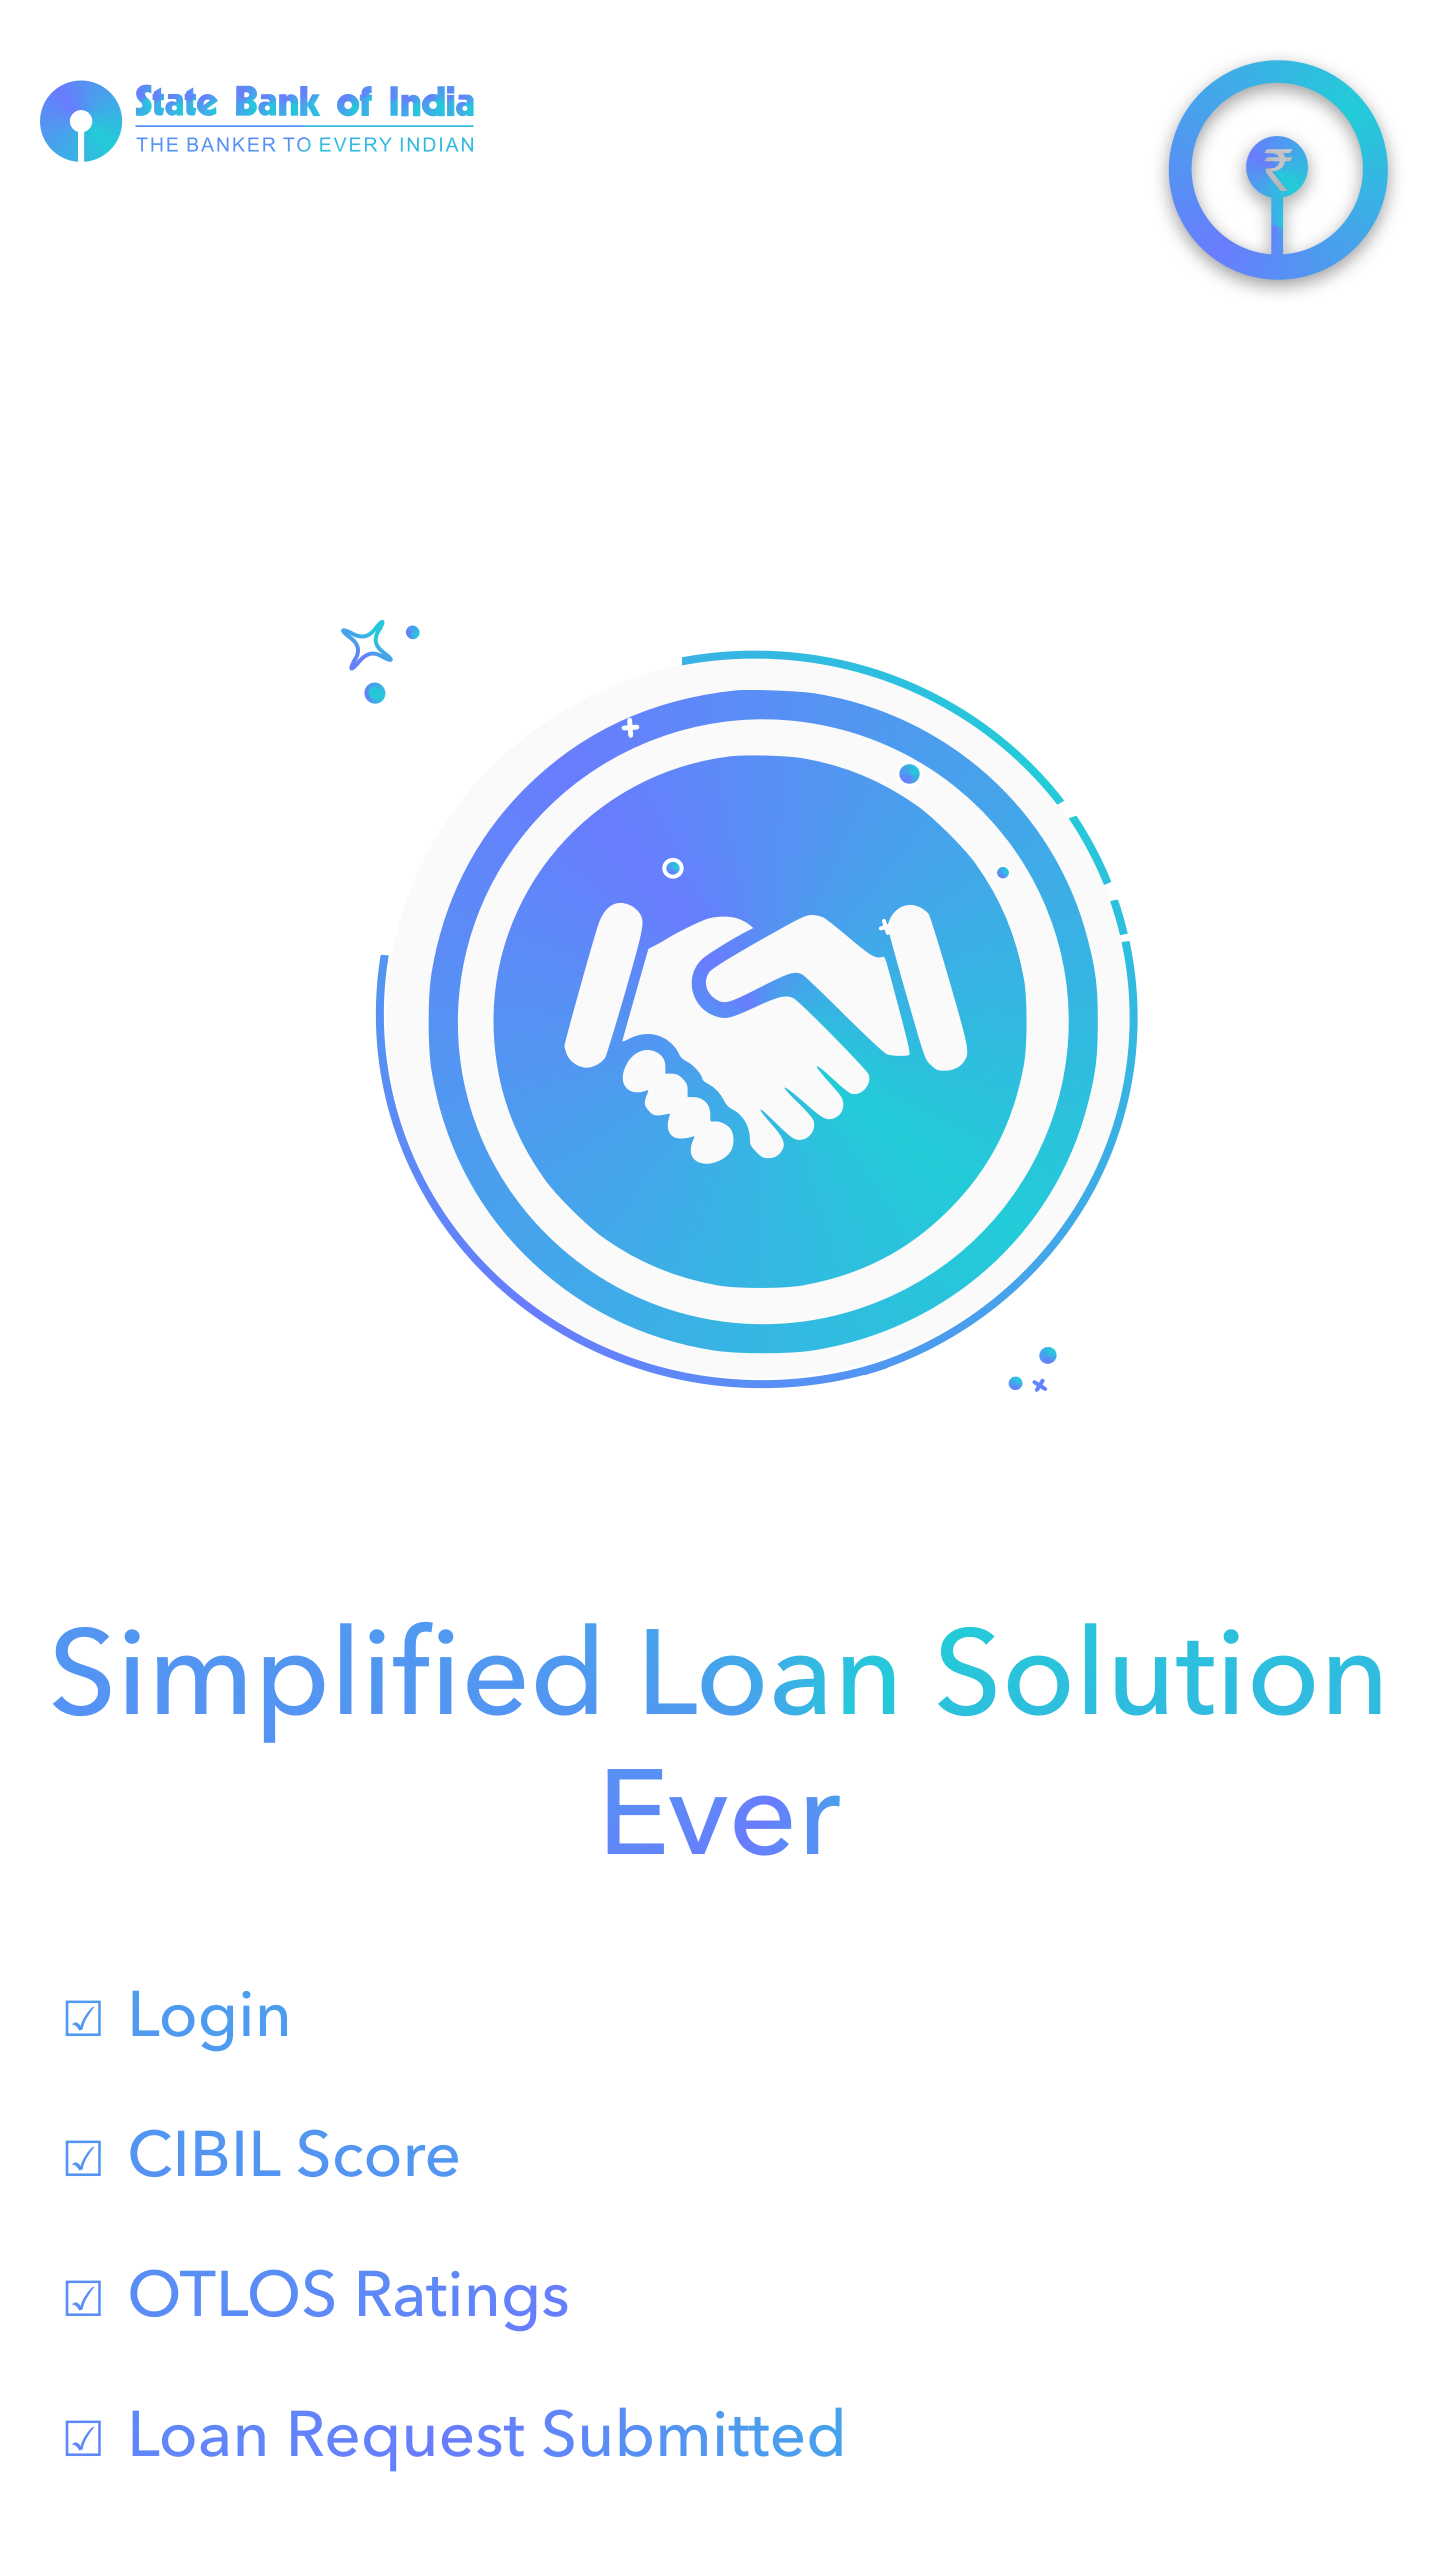 State Bank of India
THE BANKER TO EVERY INDIAN
₹
Simplified Loan Solution
Ever
☑ Login
☑ CIBIL Score
☑ OTLOS Ratings
☑ Loan Request Submitted